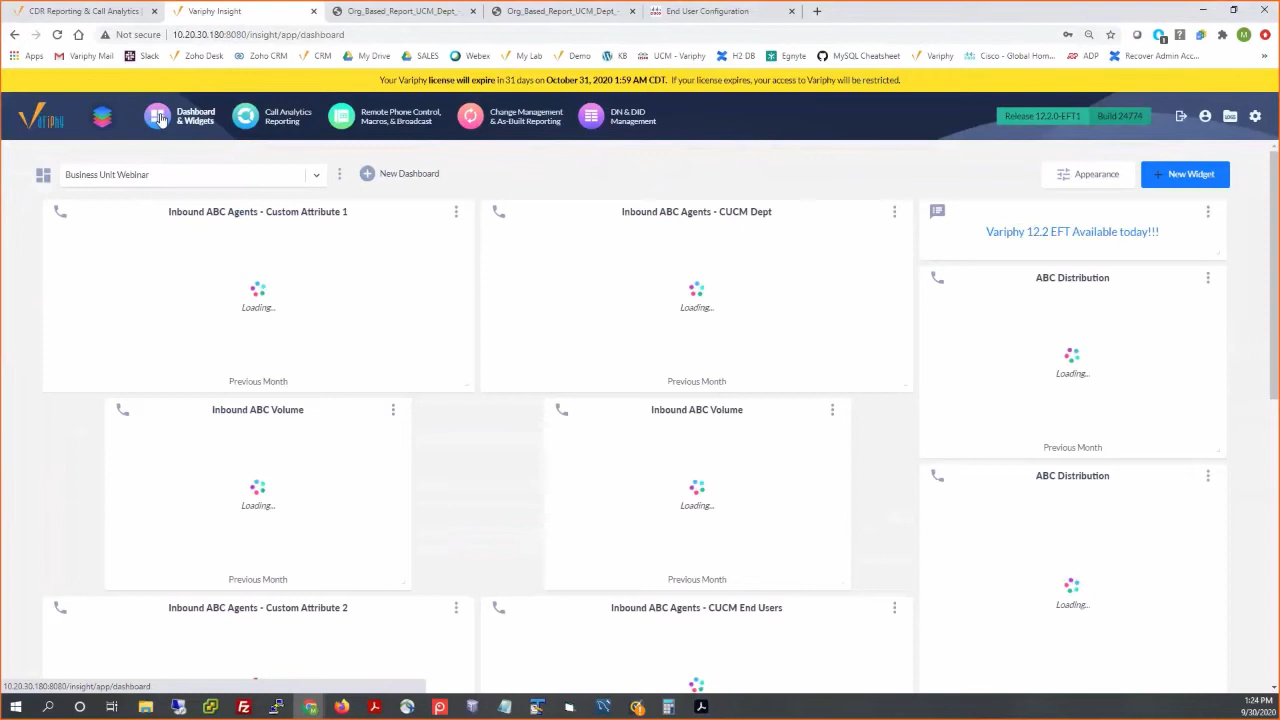 CDR Reporting & Call Analytics
Variphy Insight
Org_Based_Report_UCM_Dept_
Org_Based_Report_UCM_Dept_
End User Configuration
Not secure
10.20.30.180:8080/insight/app/dashboard
M
Apps
Variphy Mail
Slack
Zoho Desk
Zoho CRM
CRM
My Drive
SALES
Webex
My Lab
Demo
KB
UCM - Variphy
H2 DB
Egnyte
MySQL Cheatsheet
Variphy
Cisco - Global Hom...
ADP
Recover Admin Acc...
Your Variphy license will expire in 31 days on October 31, 2020 1:59 AM CDT. If your license expires, your access to Variphy will be restricted.
Variphy
Dashboard
& Widgets
Call Analytics
Reporting
Remote Phone Control,
Macros, & Broadcast
Change Management
& As-Built Reporting
DN & DID
Management
Release 12.2.0-EFT1
Build 24774
LOGS
Business Unit Webinar
New Dashboard
Appearance
+ New Widget
Inbound ABC Agents - Custom Attribute 1
Loading...
Previous Month
Inbound ABC Agents - CUCM Dept
Loading...
Previous Month
Variphy 12.2 EFT Available today!!!
ABC Distribution
Loading...
Previous Month
Inbound ABC Volume
Loading...
Previous Month
Inbound ABC Volume
Loading...
Previous Month
ABC Distribution
Loading...
Inbound ABC Agents - Custom Attribute 2
Inbound ABC Agents - CUCM End Users
10.20.30.180:8080/insight/app/dashboard
1:24 PM
9/30/2020